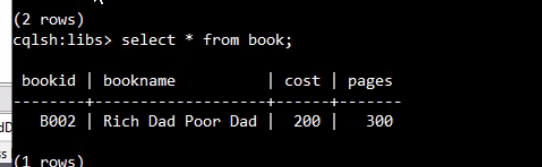 (2 rows)
cqlsh:libs> select * from book;
bookid | bookname | cost | pages
--------+-------------------+------+-------
B002 | Rich Dad Poor Dad | 200 | 300
(1 rows)